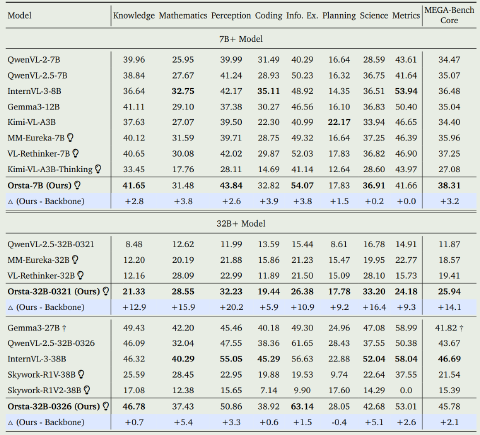 Model Knowledge Mathematics Perception Coding Info. Ex. Planning Science Metrics MEGA-Bench Core
7B+ Model
QwenVL-2-7B 39.96 25.95 39.99 31.49 40.29 16.64 28.59 43.61 34.47
QwenVL-2.5-7B 38.84 27.67 41.24 28.93 50.23 16.32 36.75 41.64 35.07
InternVL-3-8B 36.64 32.75 42.17 35.11 48.92 14.35 36.51 53.94 36.48
Gemma3-12B 41.11 29.10 37.38 30.27 46.56 16.10 36.83 50.40 35.04
Kimi-VL-A3B 37.63 27.07 39.50 22.30 40.99 22.17 33.94 46.65 34.40
MM-Eureka-7B 40.12 31.59 39.71 28.75 49.32 16.64 37.25 46.39 35.96
VL-Rethinker-7B 40.65 30.08 42.02 29.87 52.03 17.83 36.82 46.90 37.25
Kimi-VL-A3B-Thinking 33.45 17.76 28.11 14.69 41.14 12.64 28.60 43.97 27.08
Orsta-7B (Ours) 41.65 31.48 43.84 32.82 54.07 17.83 36.91 41.66 38.31
△ (Ours - Backbone) +2.8 +3.8 +2.6 +3.9 +3.8 +1.5 +0.2 +0.0 +3.2
32B+ Model
QwenVL-2.5-32B-0321 8.48 12.62 11.99 13.59 15.44 8.61 16.78 14.91 11.87
MM-Eureka-32B 12.20 20.19 21.88 15.86 21.23 15.47 19.95 22.77 18.57
VL-Rethinker-32B 12.16 28.09 22.99 11.89 21.50 15.09 28.10 15.73 19.41
Orsta-32B-0321 (Ours) 21.33 28.55 32.23 19.44 26.38 17.78 33.20 24.18 25.94
△ (Ours - Backbone) +12.9 +15.9 +20.2 +5.9 +10.9 +9.2 +16.4 +9.3 +14.1
Gemma3-27B † 49.43 42.20 45.46 40.18 49.30 24.96 47.08 58.99 41.82 †
QwenVL-2.5-32B-0326 46.09 32.04 47.55 38.36 61.65 28.43 37.55 50.38 43.67
InternVL-3-38B 46.32 40.29 55.05 45.29 56.63 22.88 52.04 58.04 46.69
Skywork-R1V-38B 25.59 28.45 22.95 19.88 19.53 9.74 22.64 37.55 21.54
Skywork-R1V2-38B 17.08 12.38 15.65 7.14 9.90 17.60 14.29 0.0 15.39
Orsta-32B-0326 (Ours) 46.78 37.43 50.86 38.92 63.14 28.05 42.68 53.01 45.78
△ (Ours - Backbone) +0.7 +5.4 +3.3 +0.6 +1.5 -0.4 +5.1 +2.6 +2.1